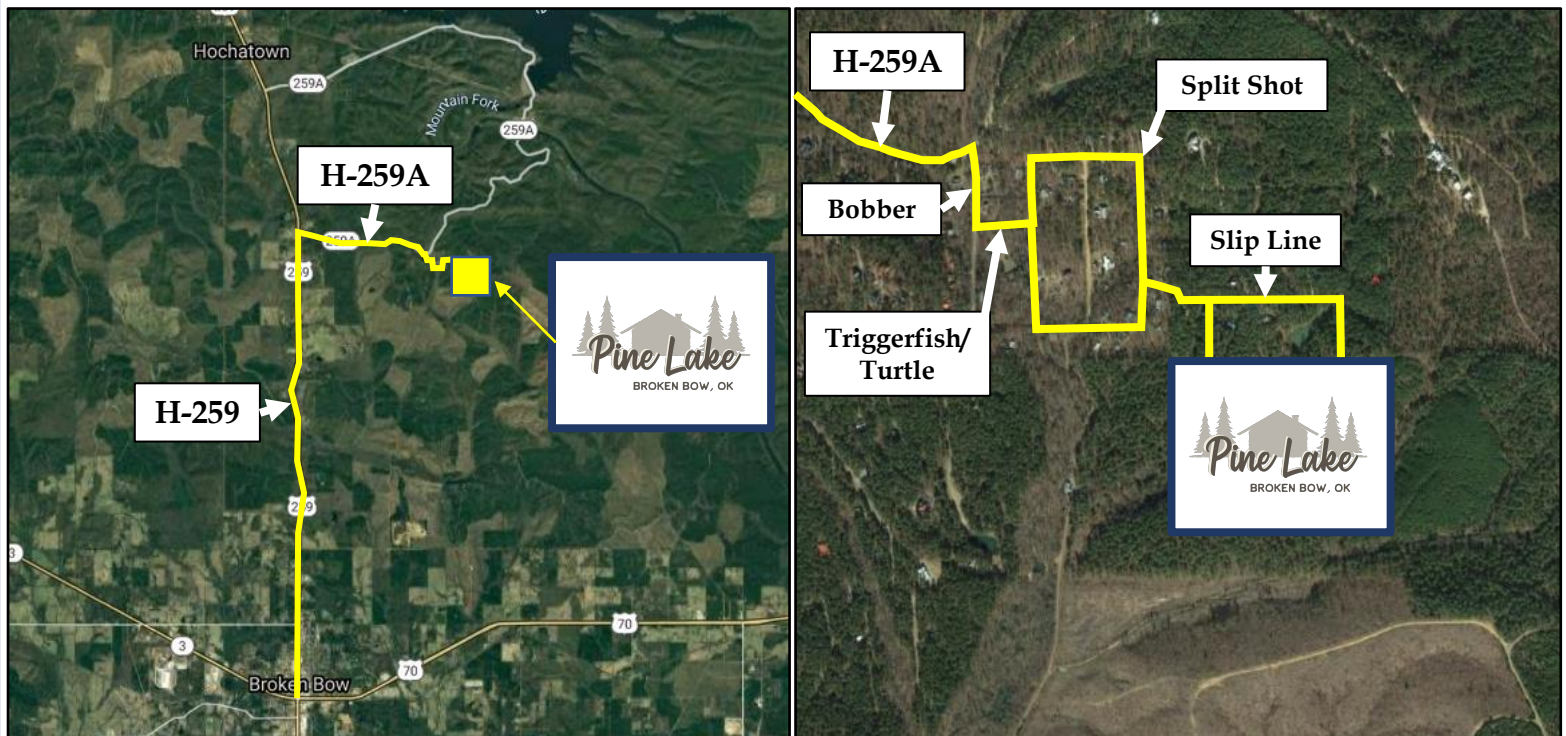 Hochatown
259A
Mountain Fork
259A
H-259A
259A
259
Pine Lake
BROKEN BOW, OK
H-259
259
3
3
70
70
Broken Bow
H-259A
Split Shot
Bobber
Slip Line
Triggerfish/
Turtle
Pine Lake
BROKEN BOW, OK